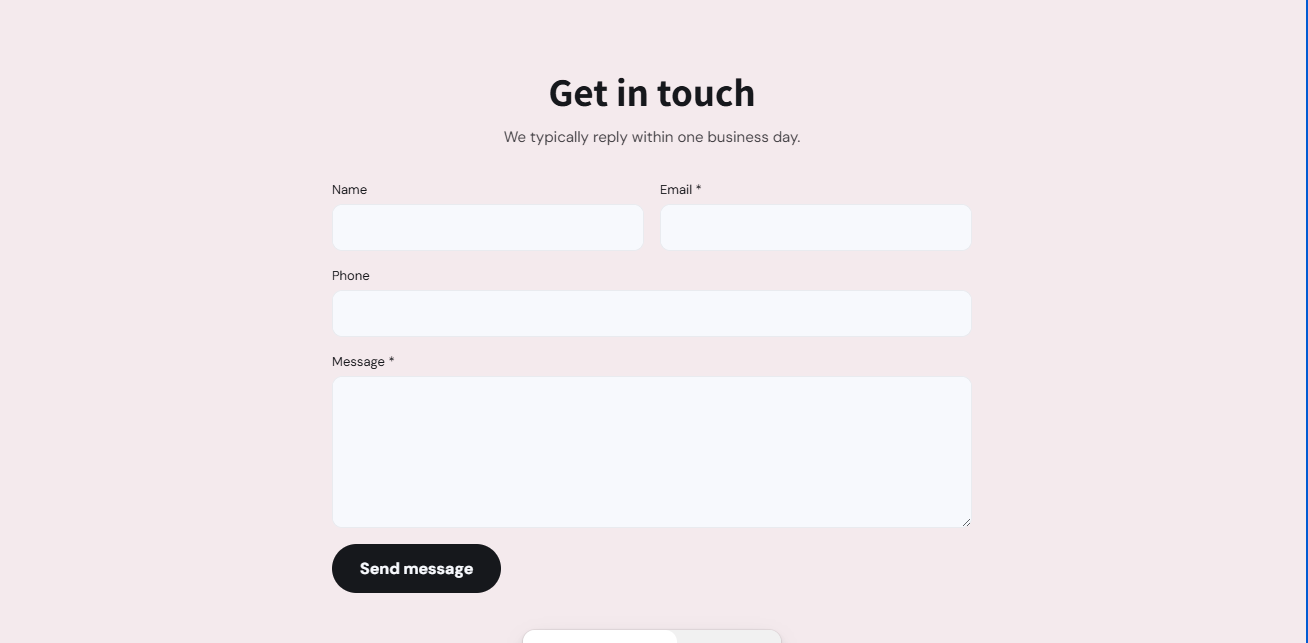 Get in touch
We typically reply within one business day.
Name
Email *
Phone
Message *
Send message